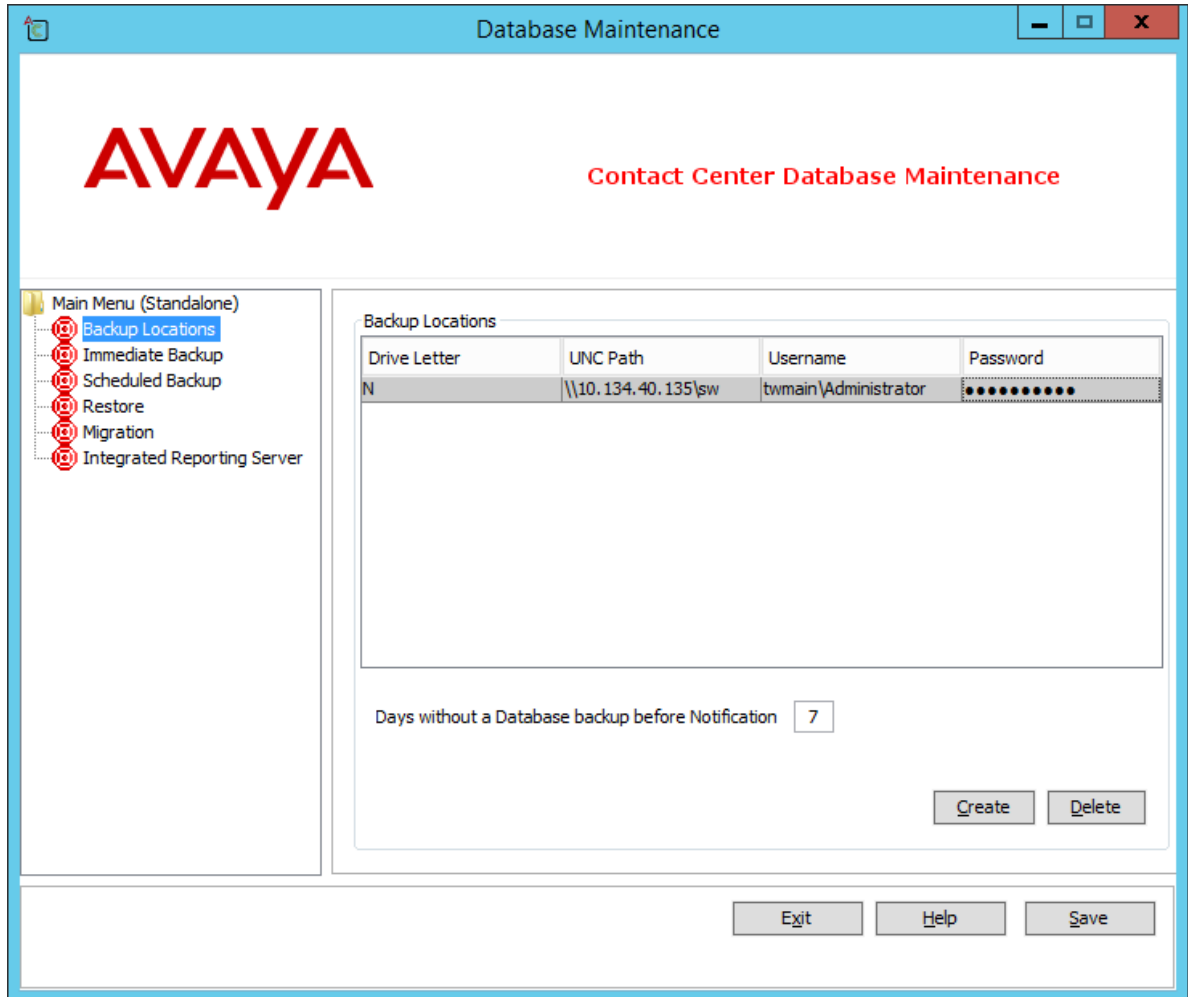 Database Maintenance
AVAYA
Contact Center Database Maintenance
Main Menu (Standalone)
Backup Locations
Immediate Backup
Scheduled Backup
Restore
Migration
Integrated Reporting Server
Backup Locations
Drive Letter UNC Path Username Password
N \\10.134.40.135\sw twmain\Administrator ●●●●●●●●●●
Days without a Database backup before Notification 7
Create Delete
Exit Help Save